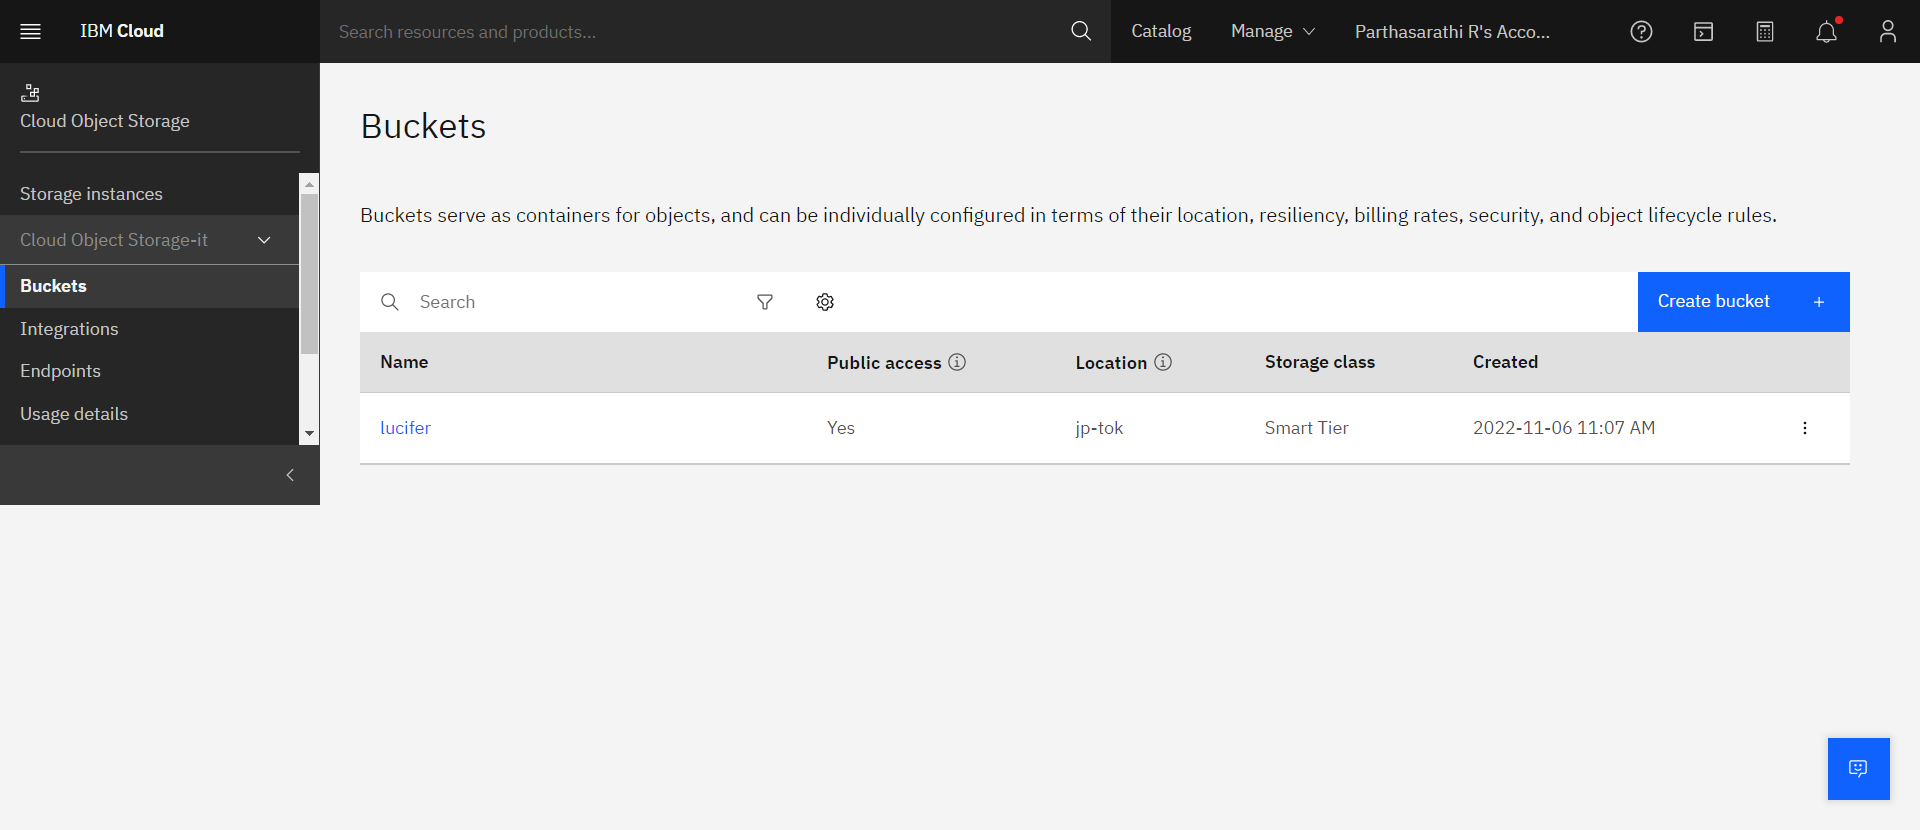 IBM Cloud
Search resources and products...
Catalog
Manage
Parthasarathi R's Acco...
Cloud Object Storage
Storage instances
Cloud Object Storage-it
Buckets
Integrations
Endpoints
Usage details
Buckets
Buckets serve as containers for objects, and can be individually configured in terms of their location, resiliency, billing rates, security, and object lifecycle rules.
Search
Create bucket +
Name Public access Location Storage class Created
lucifer Yes jp-tok Smart Tier 2022-11-06 11:07 AM